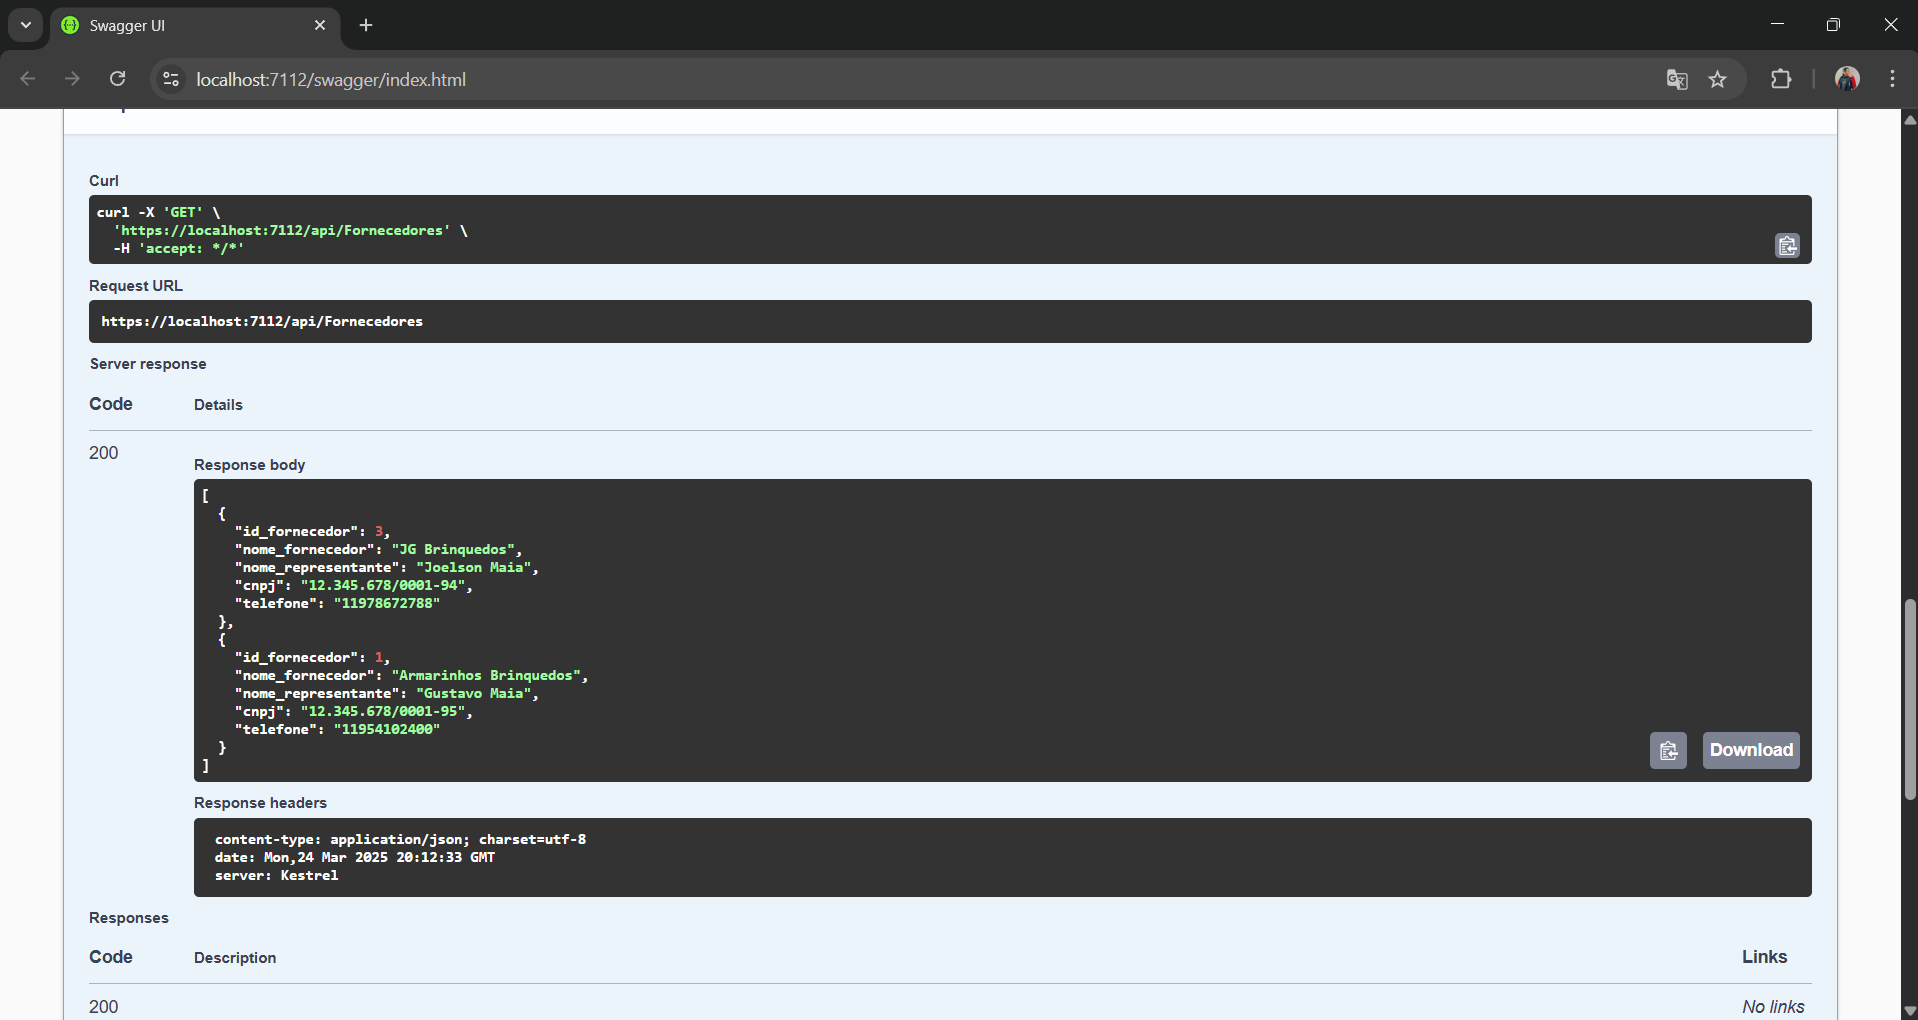 Swagger UI
localhost:7112/swagger/index.html
Curl
curl -X 'GET' \
'https://localhost:7112/api/Fornecedores' \
-H 'accept: */*'
Request URL
https://localhost:7112/api/Fornecedores
Server response
Code Details
200
Response body
[
{
"id_fornecedor": 3,
"nome_fornecedor": "JG Brinquedos",
"nome_representante": "Joelson Maia",
"cnpj": "12.345.678/0001-94",
"telefone": "11978672788"
},
{
"id_fornecedor": 1,
"nome_fornecedor": "Armarinhos Brinquedos",
"nome_representante": "Gustavo Maia",
"cnpj": "12.345.678/0001-95",
"telefone": "11954102400"
}
]
Download
Response headers
content-type: application/json; charset=utf-8
date: Mon,24 Mar 2025 20:12:33 GMT
server: Kestrel
Responses
Code Description Links
200 No links